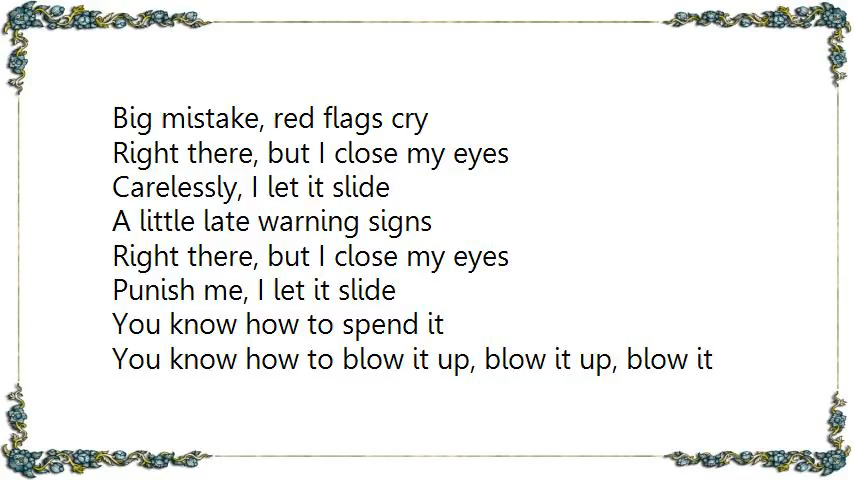 Big mistake, red flags cry
Right there, but I close my eyes
Carelessly, I let it slide
A little late warning signs
Right there, but I close my eyes
Punish me, I let it slide
You know how to spend it
You know how to blow it up, blow it up, blow it